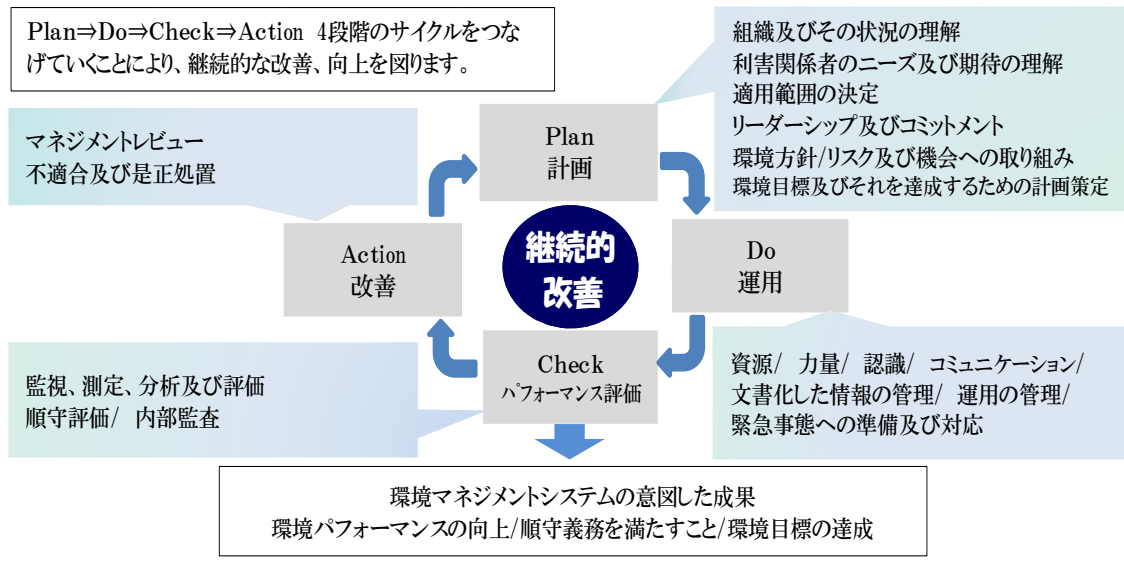 Plan⇒Do⇒Check⇒Action 4段階のサイクルをつな
げていくことにより、継続的な改善、向上を図ります。
組織及びその状況の理解
利害関係者のニーズ及び期待の理解
適用範囲の決定
リーダーシップ及びコミットメント
環境方針/リスク及び機会への取り組み
環境目標及びそれを達成するための計画策定
マネジメントレビュー
不適合及び是正処置
Plan
計画
Action
改善
継続的
改善
Do
運用
Check
パフォーマンス評価
監視、測定、分析及び評価
順守評価/ 内部監査
資源/ 力量/ 認識/ コミュニケーション/
文書化した情報の管理/ 運用の管理/
緊急事態への準備及び対応
環境マネジメントシステムの意図した成果
環境パフォーマンスの向上/順守義務を満たすこと/環境目標の達成